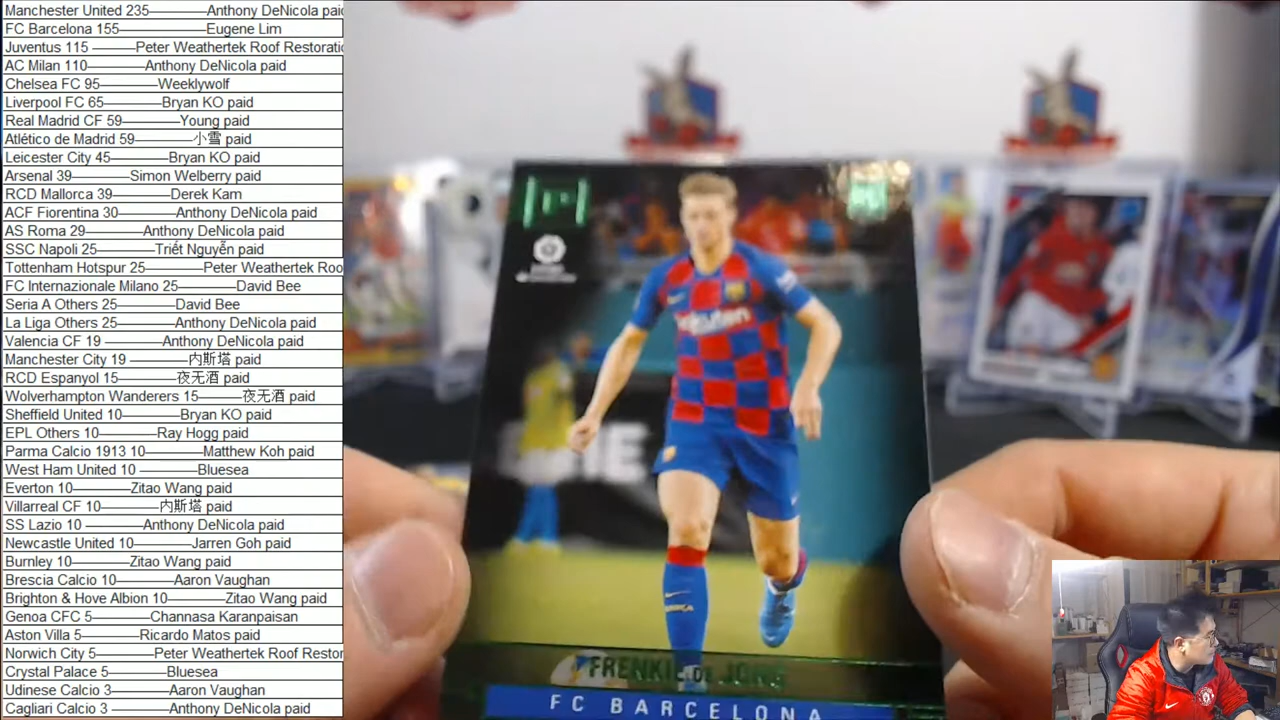 Manchester United 235————Anthony DeNicola paid
FC Barcelona 155————Eugene Lim
Juventus 115 ————Peter Weathertek Roof Restoratio
AC Milan 110————Anthony DeNicola paid
Chelsea FC 95————Weeklywolf
Liverpool FC 65————Bryan KO paid
Real Madrid CF 59————Young paid
Atlético de Madrid 59————小雪 paid
Leicester City 45————Bryan KO paid
Arsenal 39————Simon Welberry paid
RCD Mallorca 39————Derek Kam
ACF Fiorentina 30————Anthony DeNicola paid
AS Roma 29————Anthony DeNicola paid
SSC Napoli 25————Triết Nguyễn paid
Tottenham Hotspur 25————Peter Weathertek Roo
FC Internazionale Milano 25————David Bee
Seria A Others 25————David Bee
La Liga Others 25————Anthony DeNicola paid
Valencia CF 19————Anthony DeNicola paid
Manchester City 19 ————内斯塔 paid
RCD Espanyol 15————夜无酒 paid
Wolverhampton Wanderers 15————夜无酒 paid
Sheffield United 10————Bryan KO paid
EPL Others 10————Ray Hogg paid
Parma Calcio 1913 10————Matthew Koh paid
West Ham United 10 ————Bluesea
Everton 10————Zitao Wang paid
Villarreal CF 10————内斯塔 paid
SS Lazio 10 ————Anthony DeNicola paid
Newcastle United 10————Jarren Goh paid
Burnley 10————Zitao Wang paid
Brescia Calcio 10————Aaron Vaughan
Brighton & Hove Albion 10————Zitao Wang paid
Genoa CFC 5————Channasa Karanpaisan
Aston Villa 5————Ricardo Matos paid
Norwich City 5————Peter Weathertek Roof Restor
Crystal Palace 5————Bluesea
Udinese Calcio 3————Aaron Vaughan
Cagliari Calcio 3————Anthony DeNicola paid
Rakuten
FRENKIE DE JONG
FC BARCELONA